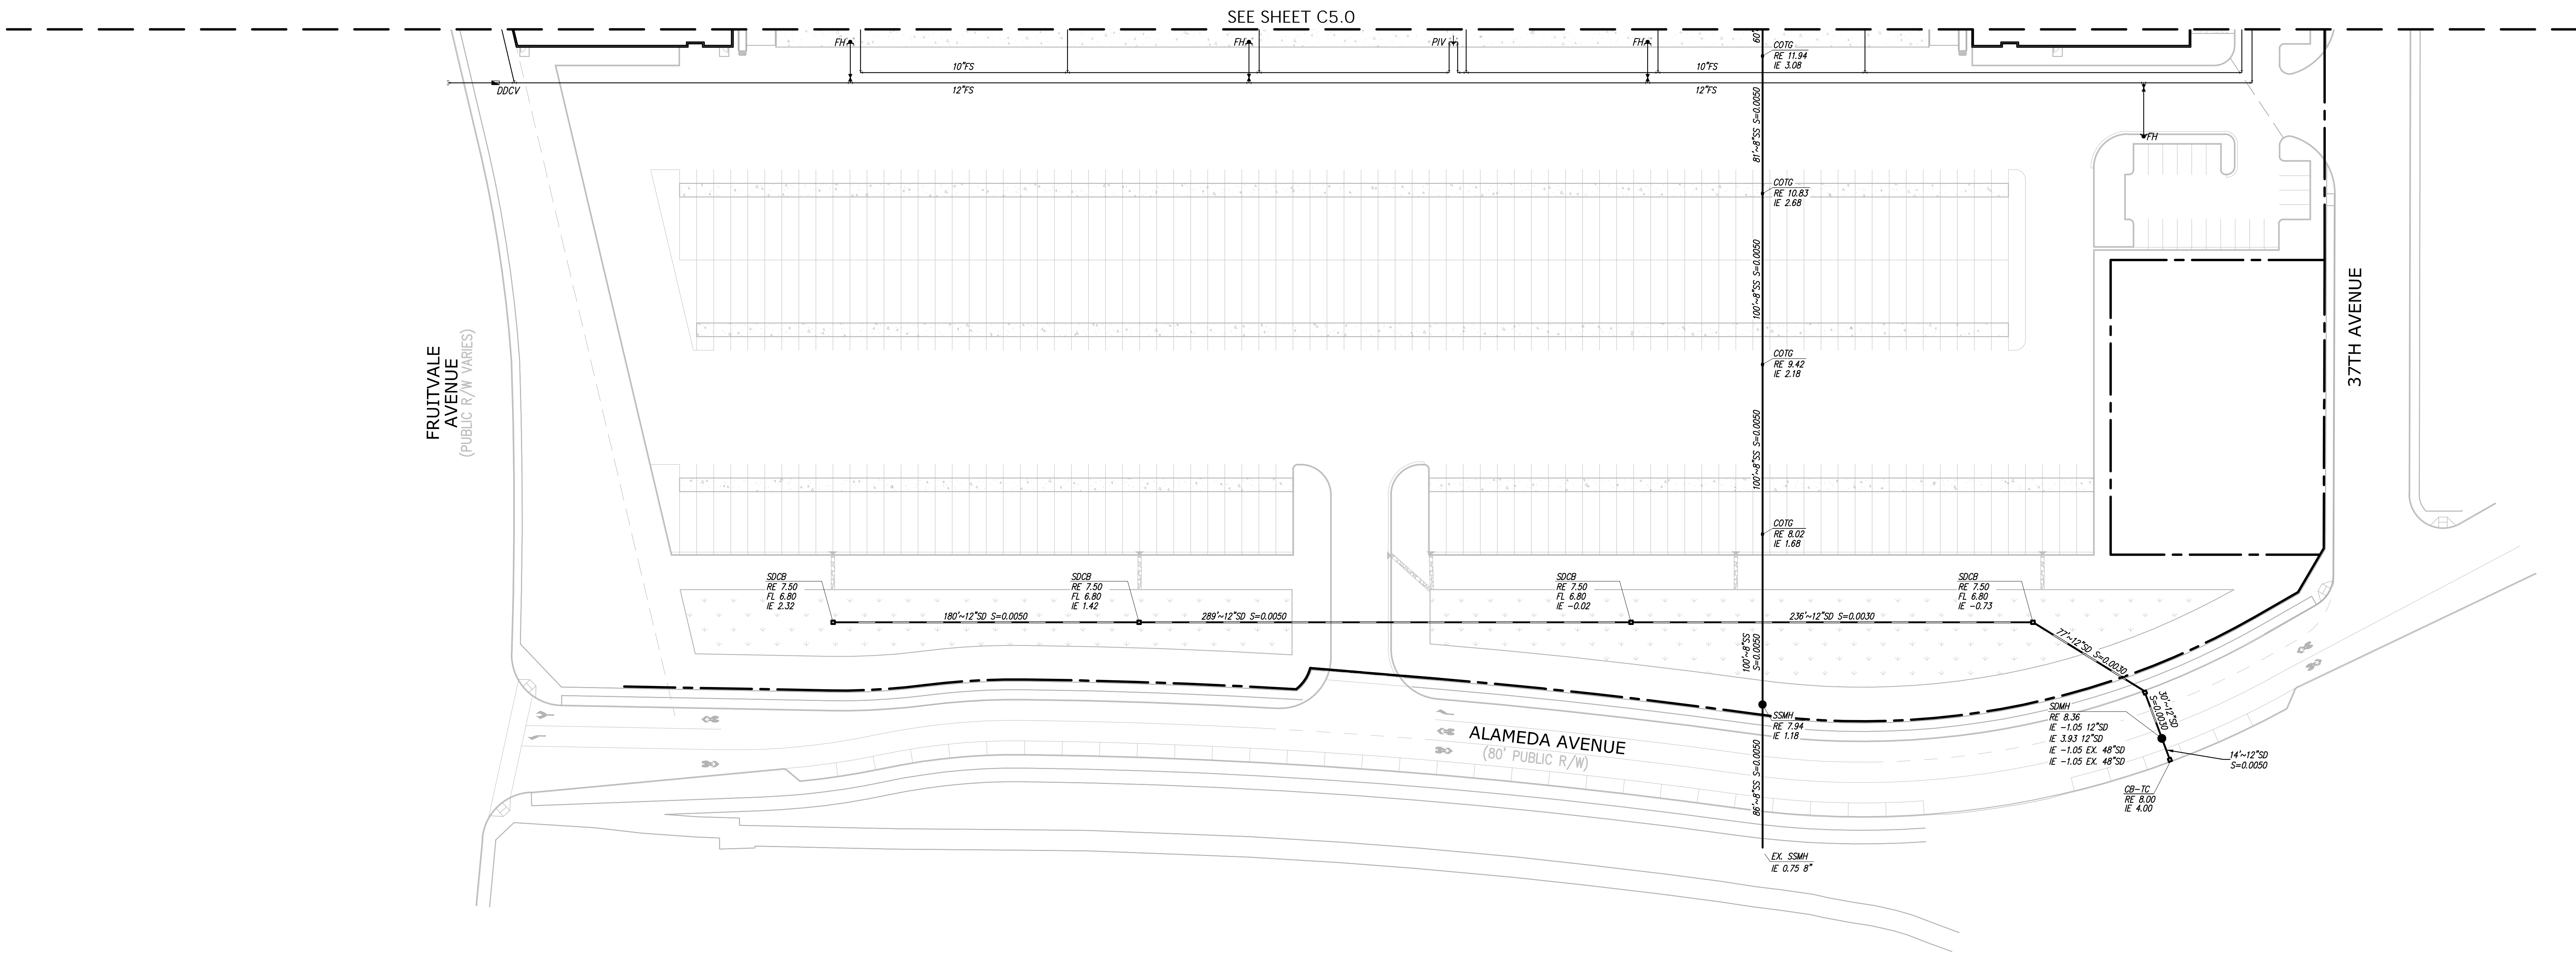 SEE SHEET C5.0
FH
FH
PIV
FH
60'
COTG
RE 11.94
IE 3.08
10"FS
10"FS
DDCV
12"FS
12"FS
81'~8"SS S=0.0050
FH
COTG
RE 10.83
IE 2.68
100'~8"SS S=0.0050
FRUITVALE
AVENUE
(PUBLIC R/W VARIES)
37TH AVENUE
COTG
RE 9.42
IE 2.18
100'~8"SS S=0.0050
COTG
RE 8.02
IE 1.68
SDCB
RE 7.50
FL 6.80
IE 2.32
SDCB
RE 7.50
FL 6.80
IE 1.42
SDCB
RE 7.50
FL 6.80
IE -0.02
SDCB
RE 7.50
FL 6.80
IE -0.73
180'~12"SD S=0.0050
289'~12"SD S=0.0050
236'~12"SD S=0.0030
77'~12"SD S=0.0030
100'~8"SS
S=0.0050
30'~12"SD
S=0.0030
SSMH
RE 7.94
IE 1.18
SDMH
RE 8.36
IE -1.05 12"SD
IE 3.93 12"SD
IE -1.05 EX. 48"SD
IE -1.05 EX. 48"SD
ALAMEDA AVENUE
(80' PUBLIC R/W)
14'~12"SD
S=0.0050
86'~8"SS S=0.0050
CB-TC
RE 8.00
IE 4.00
EX. SSMH
IE 0.75 8"